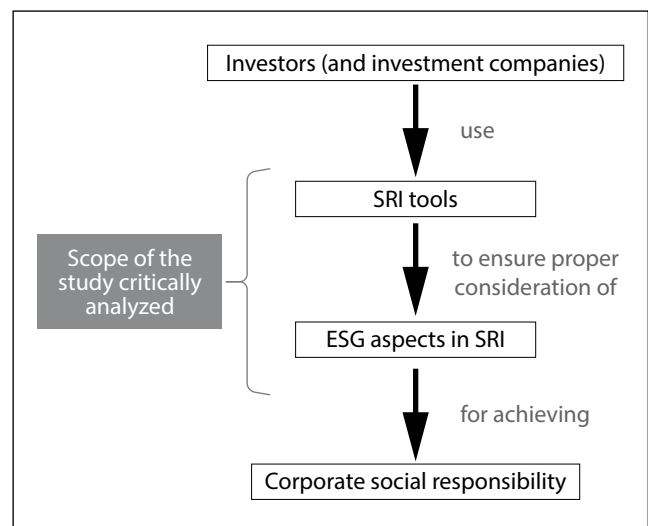 Investors (and investment companies)
use
SRI tools
Scope of the
study critically
analyzed
to ensure proper
consideration of
ESG aspects in SRI
for achieving
Corporate social responsibility